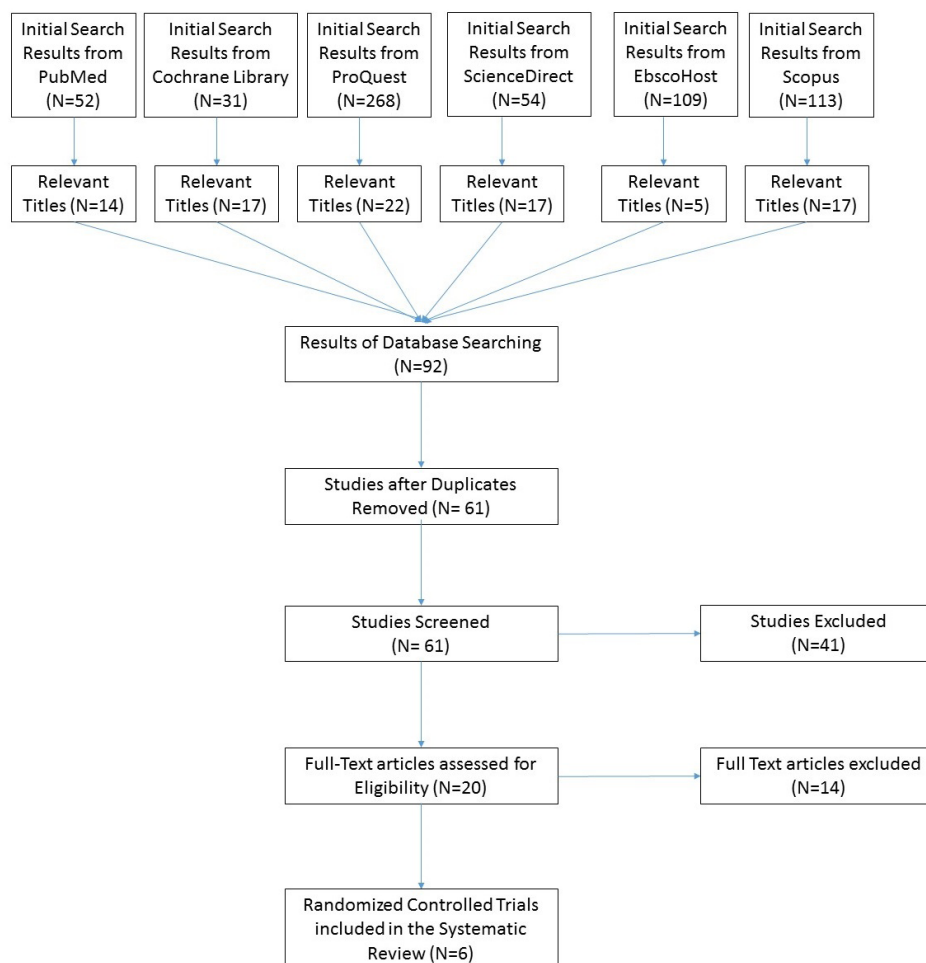 Initial Search
Results from
PubMed
(N=52)
Initial Search
Results from
Cochrane Library
(N=31)
Initial Search
Results from
ProQuest
(N=268)
Initial Search
Results from
ScienceDirect
(N=54)
Initial Search
Results from
EbscoHost
(N=109)
Initial Search
Results from
Scopus
(N=113)
Relevant
Titles (N=14)
Relevant
Titles (N=17)
Relevant
Titles (N=22)
Relevant
Titles (N=17)
Relevant
Titles (N=5)
Relevant
Titles (N=17)
Results of Database Searching
(N=92)
Studies after Duplicates
Removed (N= 61)
Studies Screened
(N= 61)
Studies Excluded
(N=41)
Full-Text articles assessed for
Eligibility (N=20)
Full Text articles excluded
(N=14)
Randomized Controlled Trials
included in the Systematic
Review (N=6)